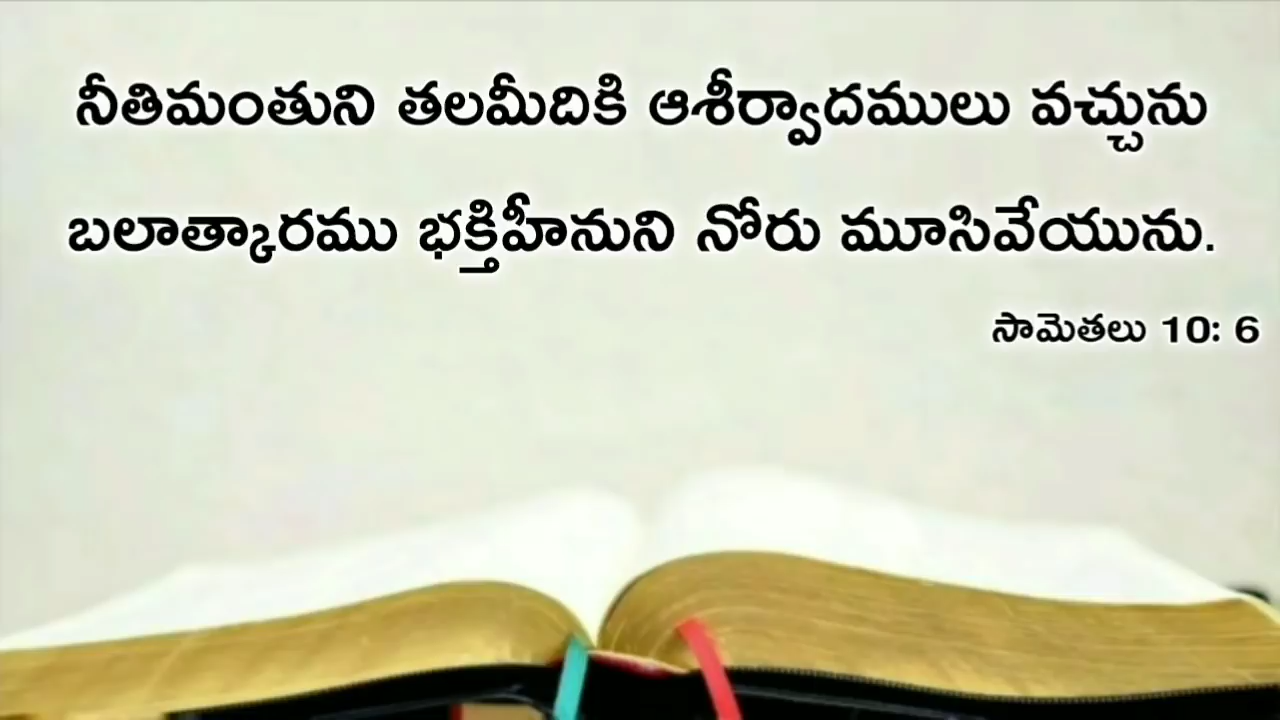 నీతిమంతుని తలమీదికి ఆశీర్వాదములు వచ్చును
బలాత్కారము భక్తిహీనుని నోరు మూసివేయును.
సామెతలు 10: 6